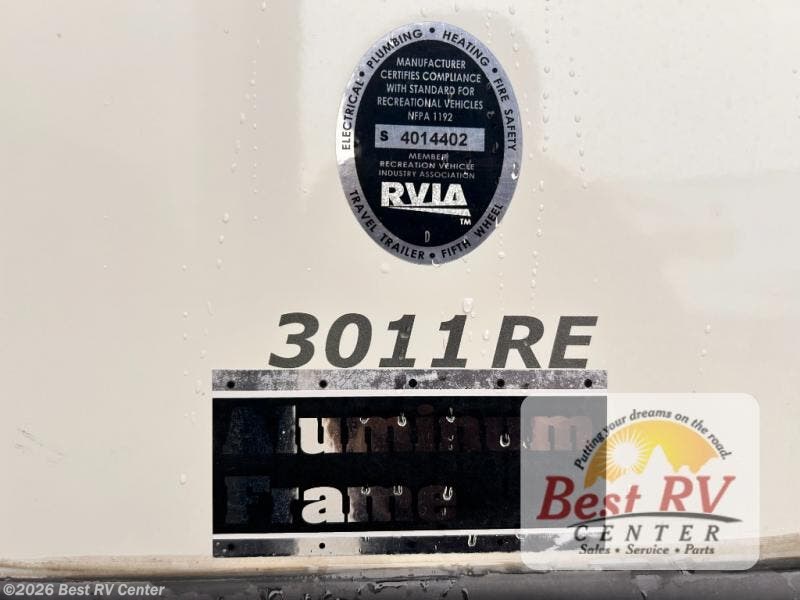 ELECTRICAL • PLUMBING • HEATING • FIRE SAFETY
MANUFACTURER
CERTIFIES COMPLIANCE
WITH STANDARD FOR
RECREATIONAL VEHICLES
NFPA 1192
S 4014402
MEMBER
RECREATION VEHICLE
INDUSTRY ASSOCIATION
RVIA
TM
D
TRAVEL TRAILER • FIFTH WHEEL
3011 RE
Aluminum
Frame
Putting your dreams on the road.
Best RV
CENTER
Sales • Service • Parts
©2026 Best RV Center